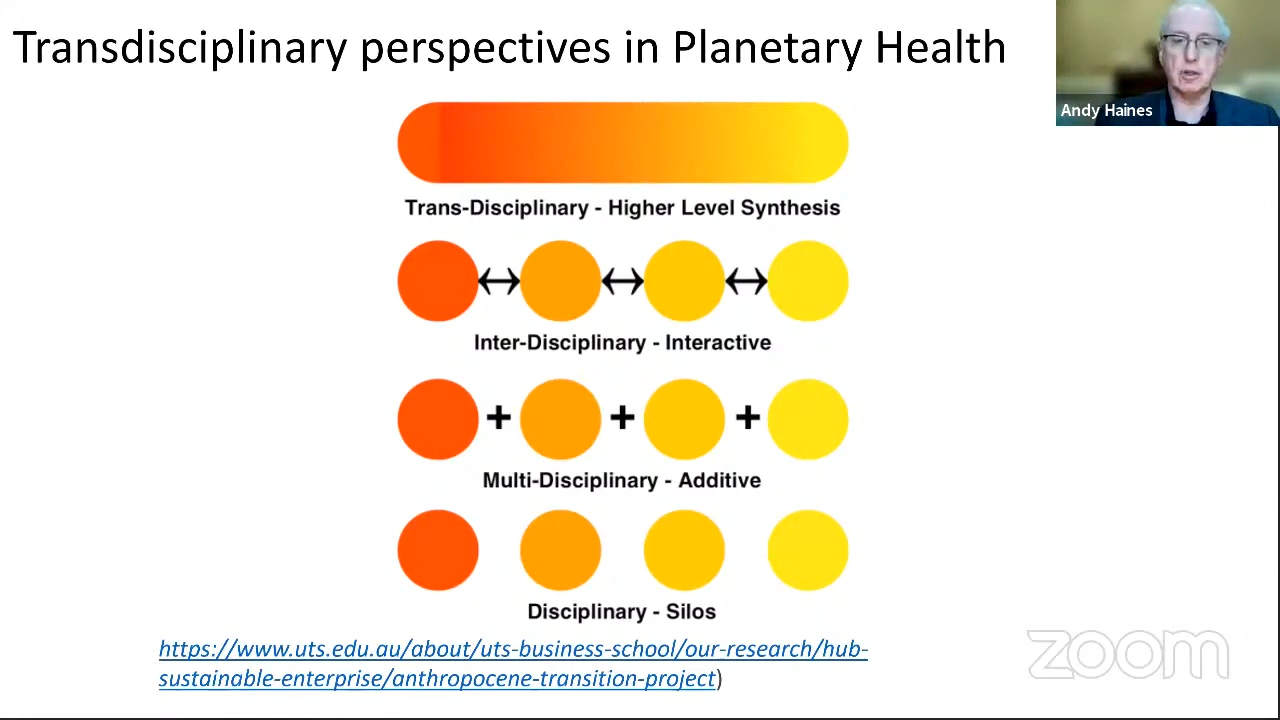 Transdisciplinary perspectives in Planetary Health
Andy Haines
Trans-Disciplinary - Higher Level Synthesis
Inter-Disciplinary - Interactive
+ + +
Multi-Disciplinary - Additive
Disciplinary - Silos
https://www.uts.edu.au/about/uts-business-school/our-research/hub-
sustainable-enterprise/anthropocene-transition-project)
zoom